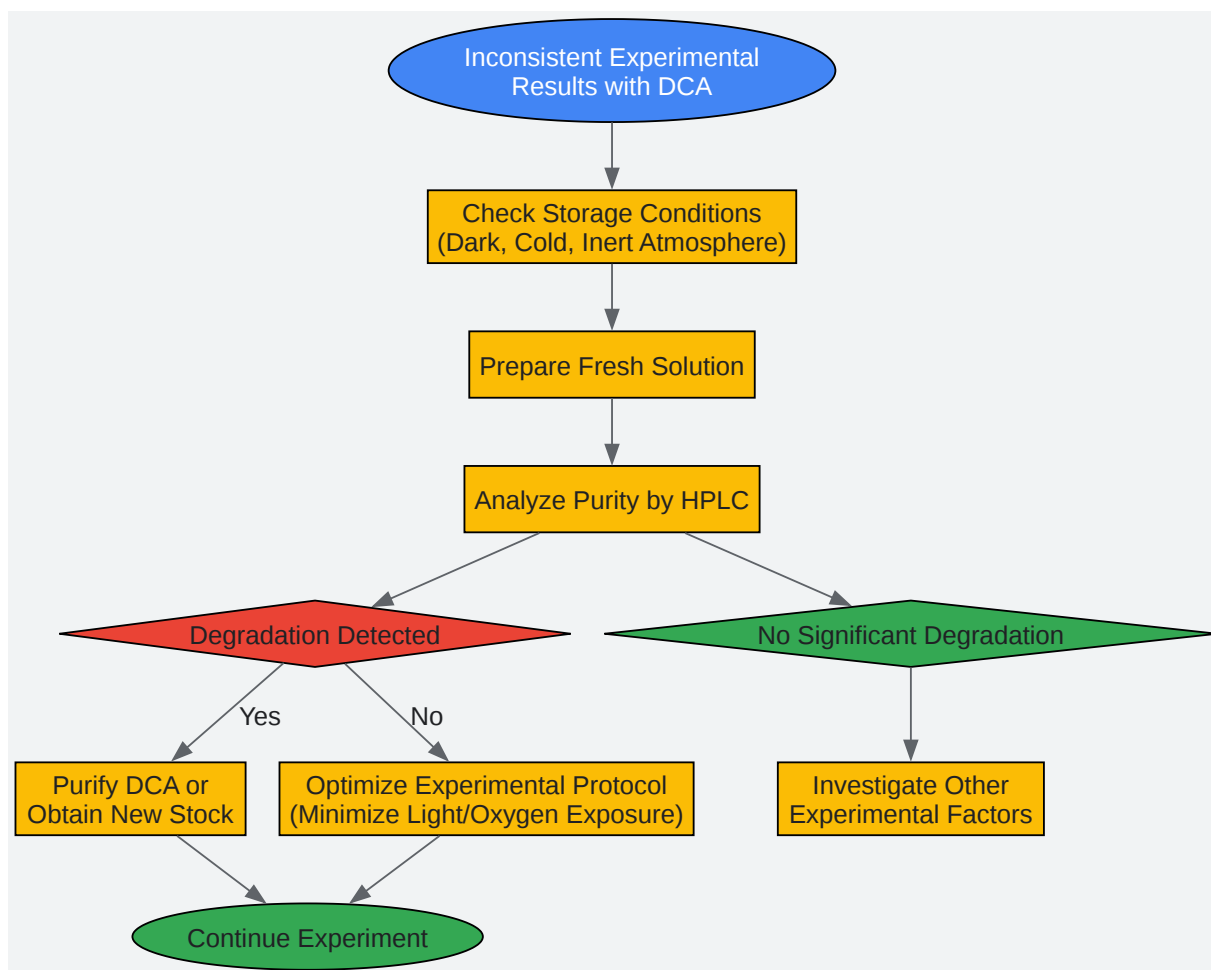 Inconsistent Experimental
Results with DCA
Check Storage Conditions
(Dark, Cold, Inert Atmosphere)
Prepare Fresh Solution
Analyze Purity by HPLC
Degradation Detected
No Significant Degradation
Yes
No
Purify DCA or
Obtain New Stock
Optimize Experimental Protocol
(Minimize Light/Oxygen Exposure)
Investigate Other
Experimental Factors
Continue Experiment